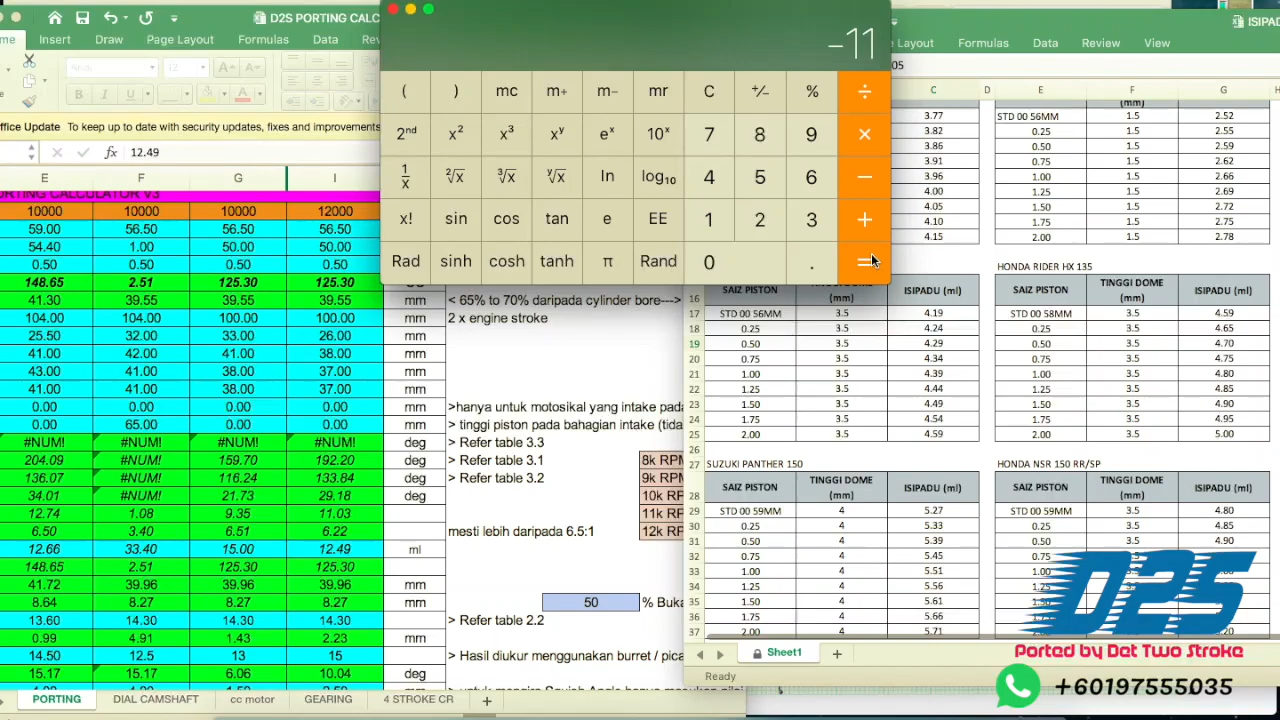 D2S PORTING CALC
Insert Draw Page Layout Formulas Data
Office Update To keep up to date with security updates, fixes and improvements
fx 12.49
E F G H I
PORTING CALCULATOR V3
10000 10000 10000 12000
59.00 56.50 56.50 56.50
54.40 1.00 50.00 50.00
0.50 0.50 0.50 0.50
148.65 2.51 125.30 125.30
41.30 39.55 39.55 39.55 mm < 65% to 70% daripada cylinder bore--->
104.00 104.00 100.00 100.00 mm 2 x engine stroke
25.50 32.00 33.00 26.00 mm
41.00 42.00 41.00 38.00 mm
43.00 41.00 38.00 37.00 mm
41.00 41.00 38.00 37.00 mm
0.00 0.00 0.00 0.00 mm >hanya untuk motosikal yang intake pada
0.00 65.00 0.00 0.00 mm > tinggi piston pada bahagian intake (tida
#NUM! #NUM! #NUM! #NUM! deg > Refer table 3.3
204.09 #NUM! 159.70 192.20 deg > Refer table 3.1 8k RPM
136.07 #NUM! 116.24 133.84 deg > Refer table 3.2 9k RPM
34.01 #NUM! 21.73 29.18 deg 10k RPM
12.74 1.08 9.35 11.03 11k RPM
6.50 3.40 6.51 6.22 mesti lebih daripada 6.5:1 12k RPM
12.66 33.40 15.00 12.49 ml
148.65 2.51 125.30 125.30
41.72 39.96 39.96 39.96 mm
8.64 8.27 8.27 8.27 mm 50 % Buka
13.60 14.30 14.30 14.30 > Refer table 2.2
0.99 4.91 1.43 2.23 mm
14.50 12.5 13 15 mm > Hasil diukur menggunakan burret / pica
15.17 15.17 6.06 10.04 deg
PORTING DIAL CAMSHAFT cc motor GEARING 4 STROKE CR +
−11
( ) mc m+ m− mr C +/− % ÷
2nd x² x³ xʸ eˣ 10ˣ 7 8 9 ×
1/x ²√x ³√x ʸ√x ln log₁₀ 4 5 6 −
x! sin cos tan e EE 1 2 3 +
Rad sinh cosh tanh π Rand 0 . =
ISIPADU
Layout Formulas Data Review View
C D E F G
(mm)
3.77 STD 00 56MM 1.5 2.52
3.82 0.25 1.5 2.55
3.86 0.50 1.5 2.59
3.91 0.75 1.5 2.62
3.96 1.00 1.5 2.66
4.00 1.25 1.5 2.69
4.05 1.50 1.5 2.72
4.10 1.75 1.5 2.75
4.15 2.00 1.5 2.78
HONDA RIDER HX 135
SAIZ PISTON TINGGI DOME (mm) ISIPADU (ml) SAIZ PISTON TINGGI DOME (mm) ISIPADU (ml)
16
17 STD 00 56MM 3.5 4.19 STD 00 58MM 3.5 4.59
18 0.25 3.5 4.24 0.25 3.5 4.65
19 0.50 3.5 4.29 0.50 3.5 4.70
20 0.75 3.5 4.34 0.75 3.5 4.75
21 1.00 3.5 4.39 1.00 3.5 4.80
22 1.25 3.5 4.44 1.25 3.5 4.85
23 1.50 3.5 4.49 1.50 3.5 4.90
24 1.75 3.5 4.54 1.75 3.5 4.95
25 2.00 3.5 4.59 2.00 3.5 5.00
26
27 SUZUKI PANTHER 150 HONDA NSR 150 RR/SP
28 SAIZ PISTON TINGGI DOME (mm) ISIPADU (ml) SAIZ PISTON TINGGI DOME (mm) ISIPADU (ml)
29 STD 00 59MM 4 5.27 STD 00 59MM 3.5 4.80
30 0.25 4 5.33 0.25 3.5 4.85
31 0.50 4 5.39 0.50 3.5 4.90
32 0.75 4 5.45 0.75
33 1.00 4 5.51 1.00
34 1.25 4 5.56 1.25
35 1.50 4 5.61
36 1.75 4 5.66 1.75
37 2.00 4 5.71 2.00
Sheet1 +
Ready
D2S
Ported by Det Two Stroke
+60197555035